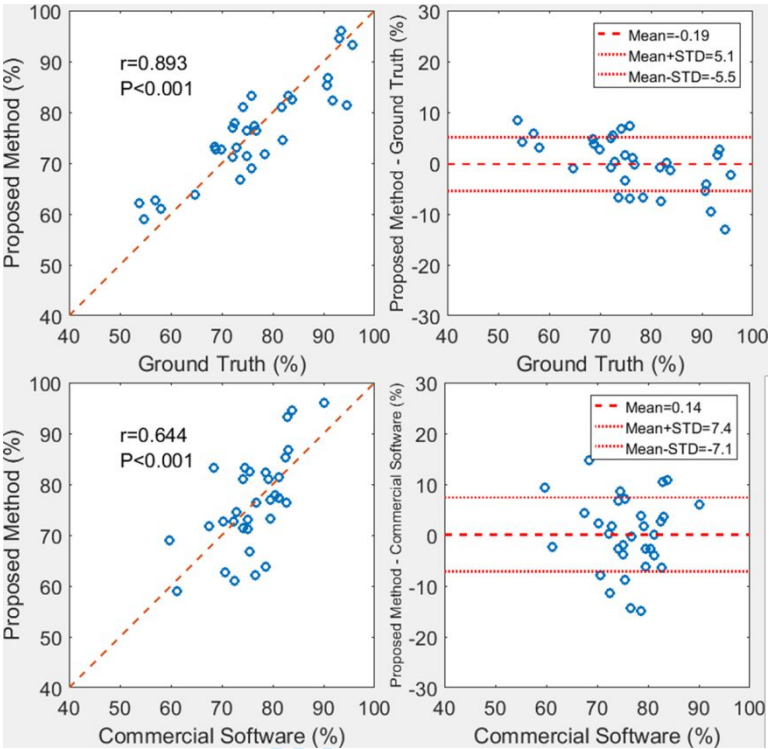 100
90
80
70
60
50
40
40 50 60 70 80 90 100
Proposed Method (%)
Ground Truth (%)
r=0.893
P<0.001
30
20
10
0
-10
-20
-30
40 50 60 70 80 90 100
Proposed Method - Ground Truth (%)
Ground Truth (%)
Mean=-0.19
Mean+STD=5.1
Mean-STD=-5.5
100
90
80
70
60
50
40
40 50 60 70 80 90 100
Proposed Method (%)
Commercial Software (%)
r=0.644
P<0.001
30
20
10
0
-10
-20
-30
40 50 60 70 80 90 100
Proposed Method - Commercial Software (%)
Commercial Software (%)
Mean=0.14
Mean+STD=7.4
Mean-STD=-7.1